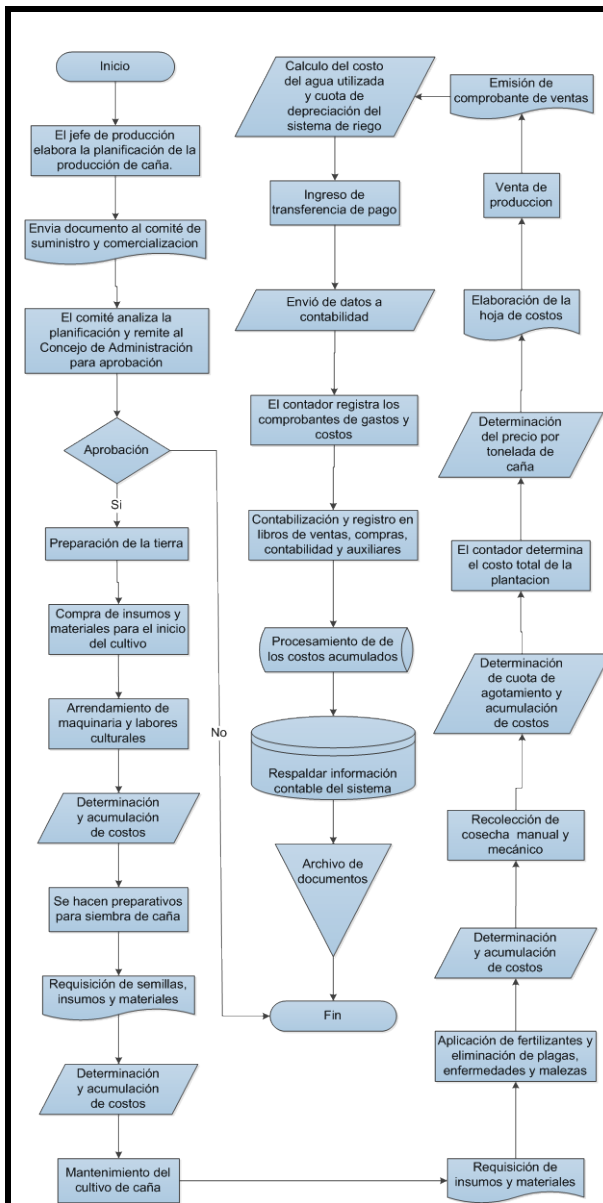 Inicio
El jefe de producción
elabora la planificación de la
producción de caña.
Envia documento al comité de
suministro y comercializacion
El comité analiza la
planificación y remite al
Concejo de Administración
para aprobación
Aprobación
Si
No
Preparación de la tierra
Compra de insumos y
materiales para el inicio
del cultivo
Arrendamiento de
maquinaria y labores
culturales
Determinación
y acumulación
de costos
Se hacen preparativos
para siembra de caña
Requisición de semillas,
insumos y materiales
Determinación
y acumulación
de costos
Mantenimiento del
cultivo de caña
Requisición de
insumos y materiales
Aplicación de fertilizantes y
eliminación de plagas,
enfermedades y malezas
Determinación
y acumulación
de costos
Recolección de
cosecha manual y
mecánico
Determinación
de cuota de
agotamiento y
acumulación
de costos
El contador determina
el costo total de la
plantacion
Determinación
del precio por
tonelada de
caña
Elaboración de la
hoja de costos
Venta de
produccion
Emisión de
comprobante de ventas
Calculo del costo
del agua utilizada
y cuota de
depreciación del
sistema de riego
Ingreso de
transferencia de pago
Envió de datos a
contabilidad
El contador registra los
comprobantes de gastos y
costos
Contabilización y registro en
libros de ventas, compras,
contabilidad y auxiliares
Procesamiento de de
los costos acumulados
Respaldar información
contable del sistema
Archivo de
documentos
Fin